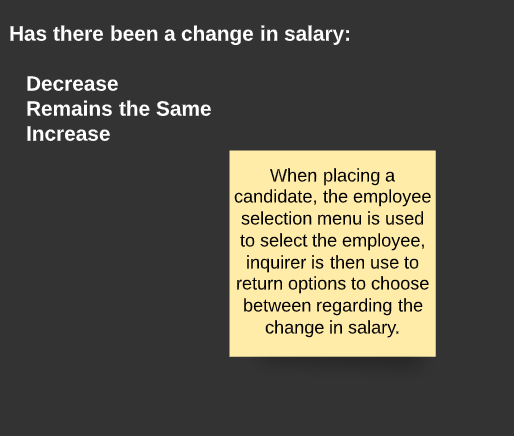 Has there been a change in salary:
Decrease
Remains the Same
Increase
When placing a
candidate, the employee
selection menu is used
to select the employee,
inquirer is then use to
return options to choose
between regarding the
change in salary.